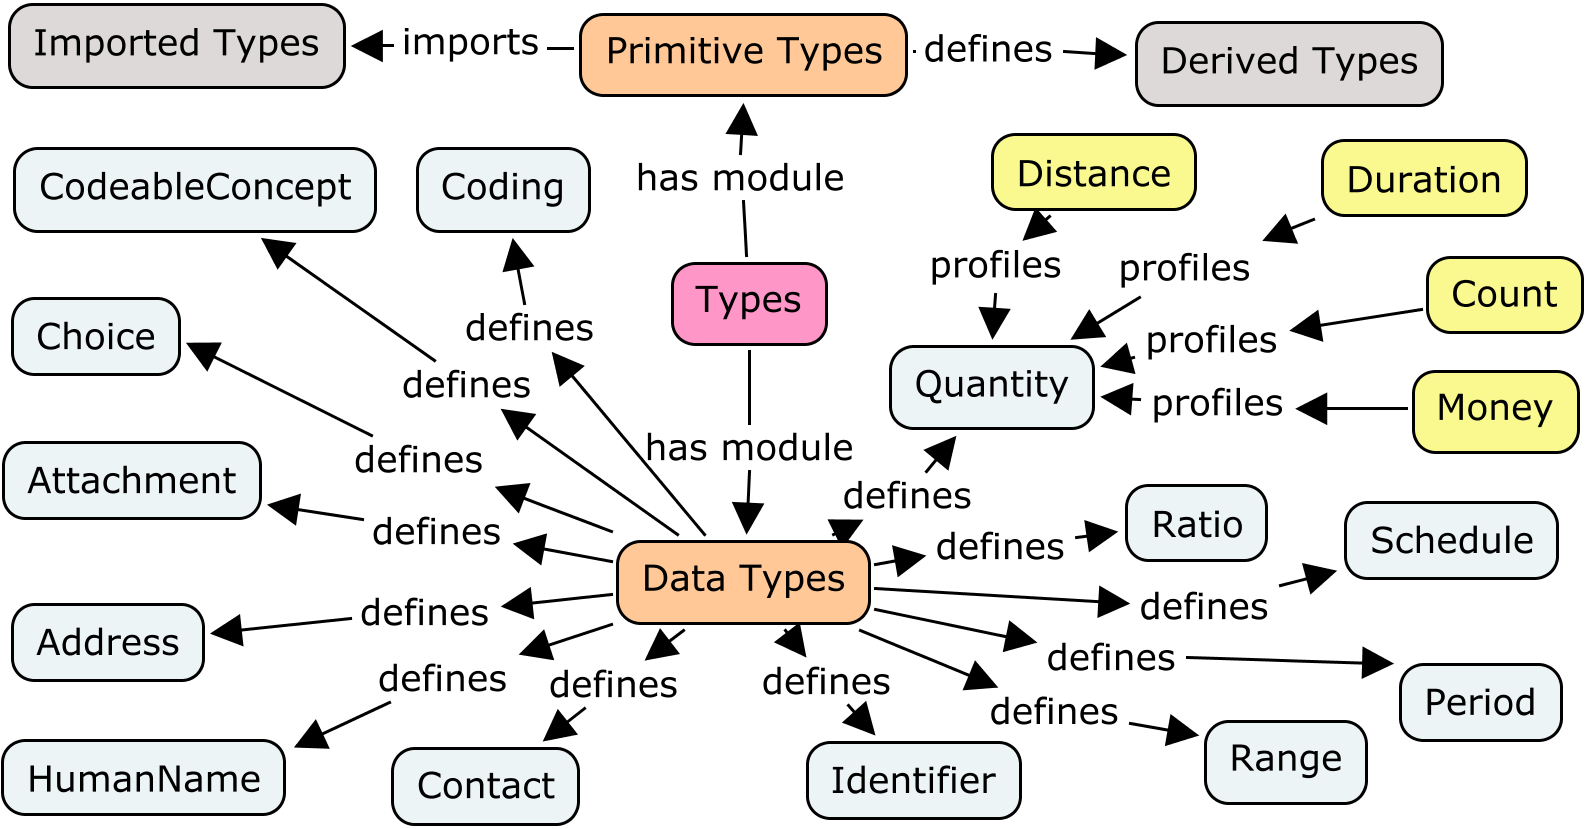 Imported Types
imports
Primitive Types
defines
Derived Types
CodeableConcept
Coding
has module
Distance
Duration
profiles
profiles
Types
Count
Choice
defines
profiles
defines
Quantity
profiles
Money
defines
has module
Attachment
defines
defines
Ratio
defines
defines
Schedule
Data Types
Address
defines
defines
defines
Period
defines
defines
defines
defines
HumanName
Contact
Identifier
Range